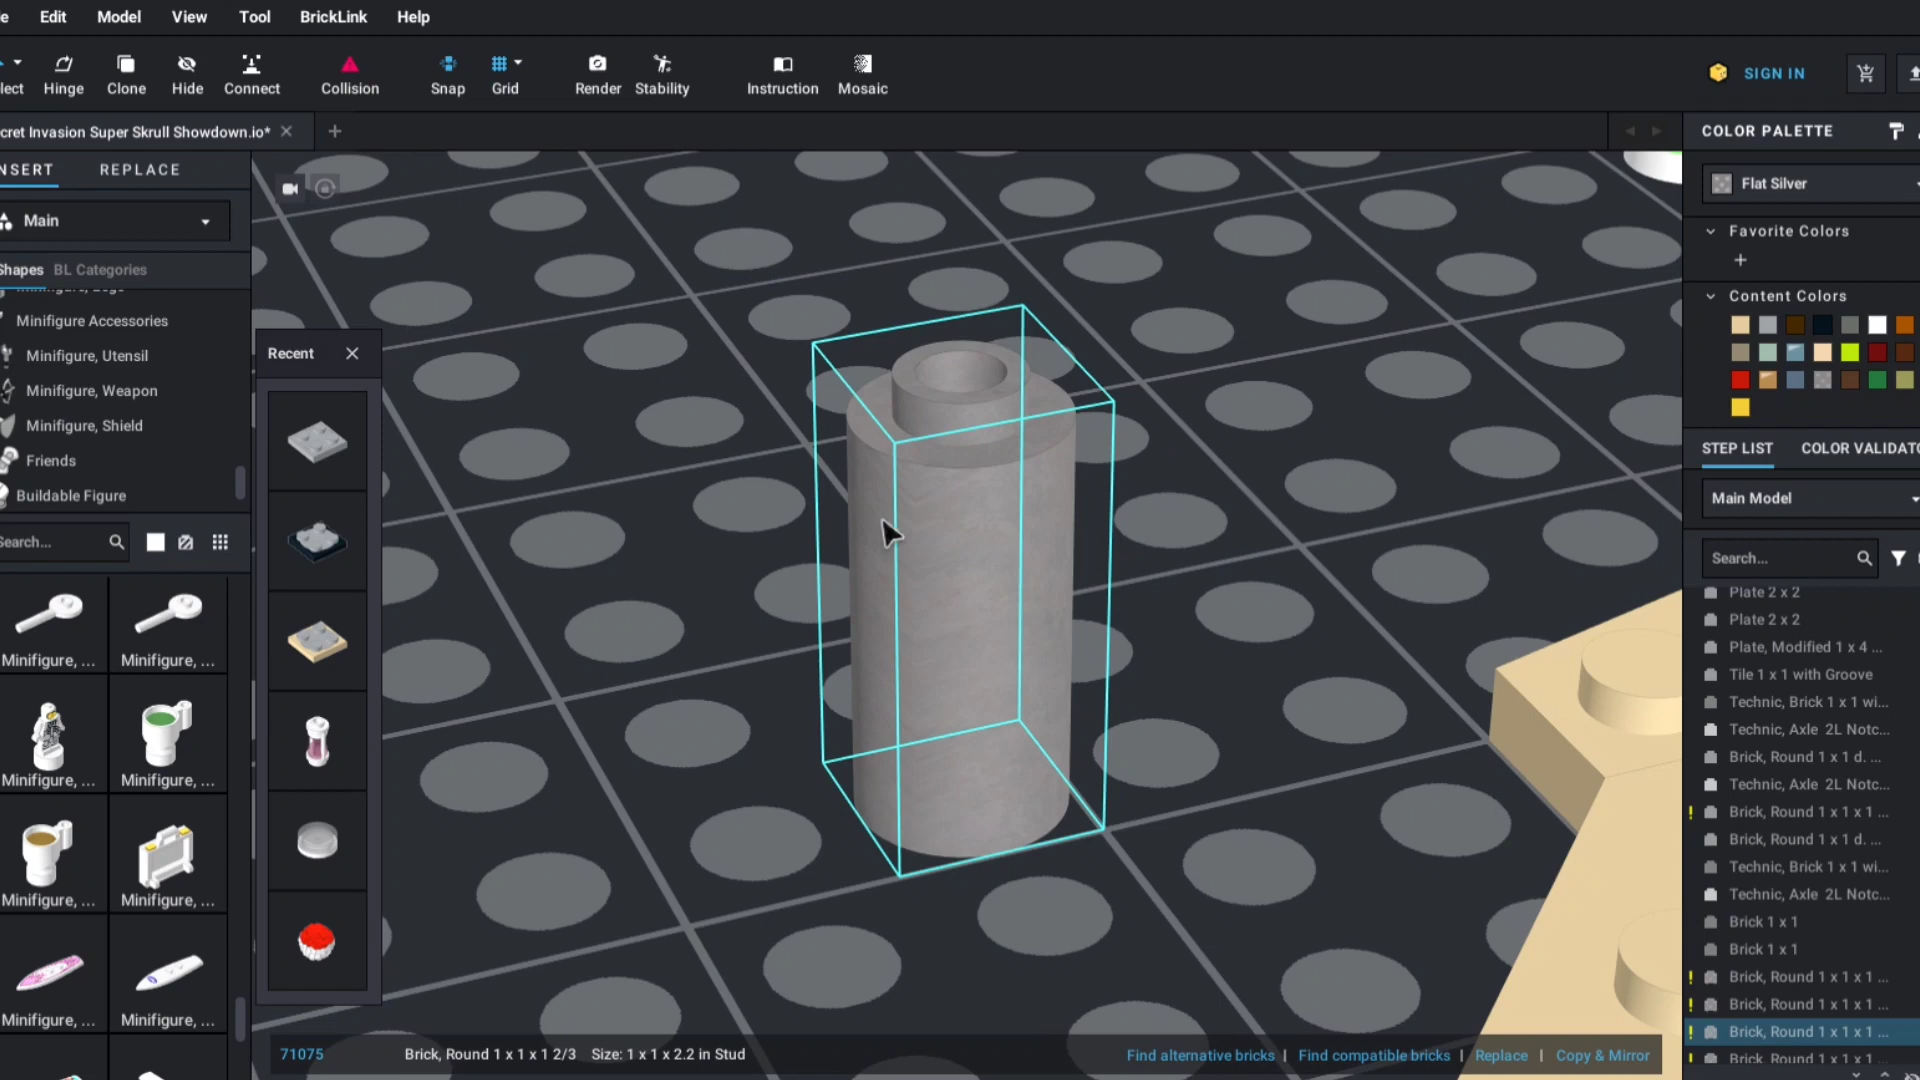 Edit Model View Tool BrickLink Help
lect Hinge Clone Hide Connect Collision Snap Grid Render Stability Instruction Mosaic
SIGN IN
cret Invasion Super Skrull Showdown.io*
COLOR PALETTE
NSERT REPLACE
Flat Silver
Main
Favorite Colors
Shapes BL Categories
Content Colors
Minifigure Accessories
Minifigure, Utensil
Minifigure, Weapon
Minifigure, Shield
Friends
Buildable Figure
Recent
STEP LIST COLOR VALIDATO
Main Model
Search...
Search...
Plate 2 x 2
Plate 2 x 2
Plate, Modified 1 x 4 ...
Tile 1 x 1 with Groove
Technic, Brick 1 x 1 wi...
Technic, Axle 2L Notc...
Brick, Round 1 x 1 d. ...
Technic, Axle 2L Notc...
Brick, Round 1 x 1 x 1 ...
Brick, Round 1 x 1 d. ...
Technic, Brick 1 x 1 wi...
Technic, Axle 2L Notc...
Brick 1 x 1
Brick 1 x 1
Brick, Round 1 x 1 x 1 ...
Brick, Round 1 x 1 x 1 ...
Brick, Round 1 x 1 x 1 ...
Brick, Round 1 x 1 x 1 ...
Minifigure, ... Minifigure, ...
Minifigure, ... Minifigure, ...
Minifigure, ... Minifigure, ...
Minifigure, ... Minifigure, ...
71075 Brick, Round 1 x 1 x 1 2/3 Size: 1 x 1 x 2.2 in Stud
Find alternative bricks | Find compatible bricks | Replace | Copy & Mirror